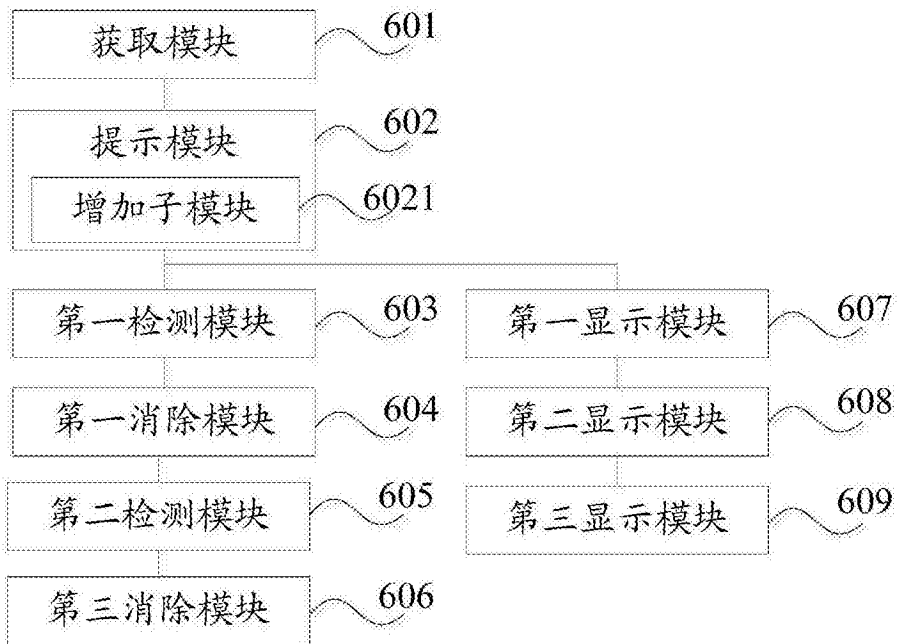 获取模块 601
提示模块 602
增加子模块 6021
第一检测模块 603
第一显示模块 607
第一消除模块 604
第二显示模块 608
第二检测模块 605
第三显示模块 609
第三消除模块 606